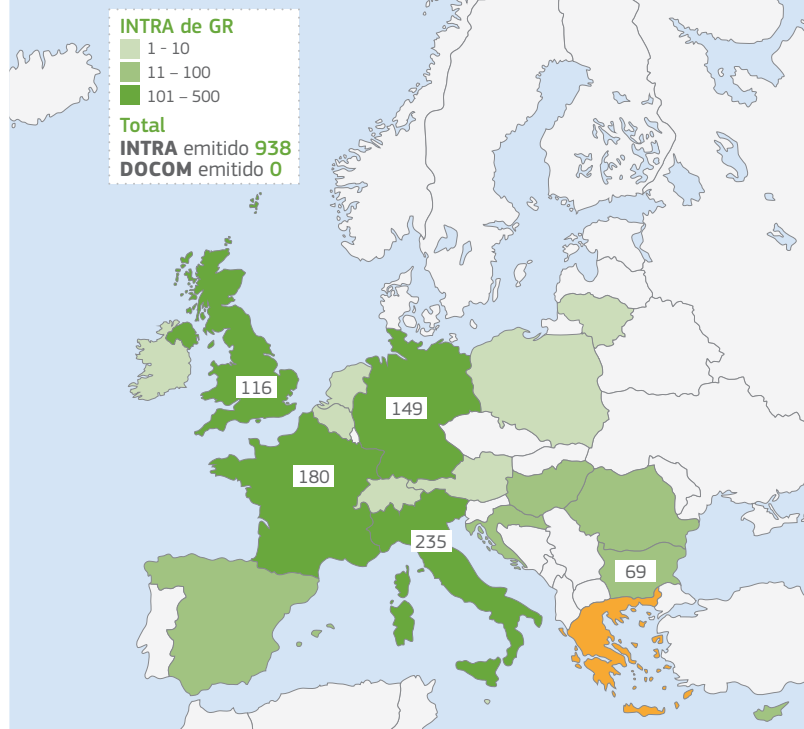 INTRA de GR
1 - 10
11 – 100
101 – 500
Total
INTRA emitido 938
DOCOM emitido 0
116
149
180
235
69